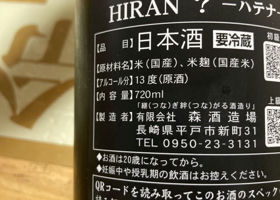 HIRAN ?
ーハテナー
品目 日本酒 要冷蔵
【原材料名】米(国産)、米麹(国産米)
【アルコール分】13度(原酒)
【内容量】720ml
「継(つな)ぎ絆(つな)がる酒造り」
【製造者】有限会社 森酒造場
長崎県平戸市新町31
TEL 0950-23-3131
●お酒は20歳になってから。
●妊娠中や授乳期の飲酒はお控えください。
QRコードを読み取ってこのお酒のスペック
初級
上級